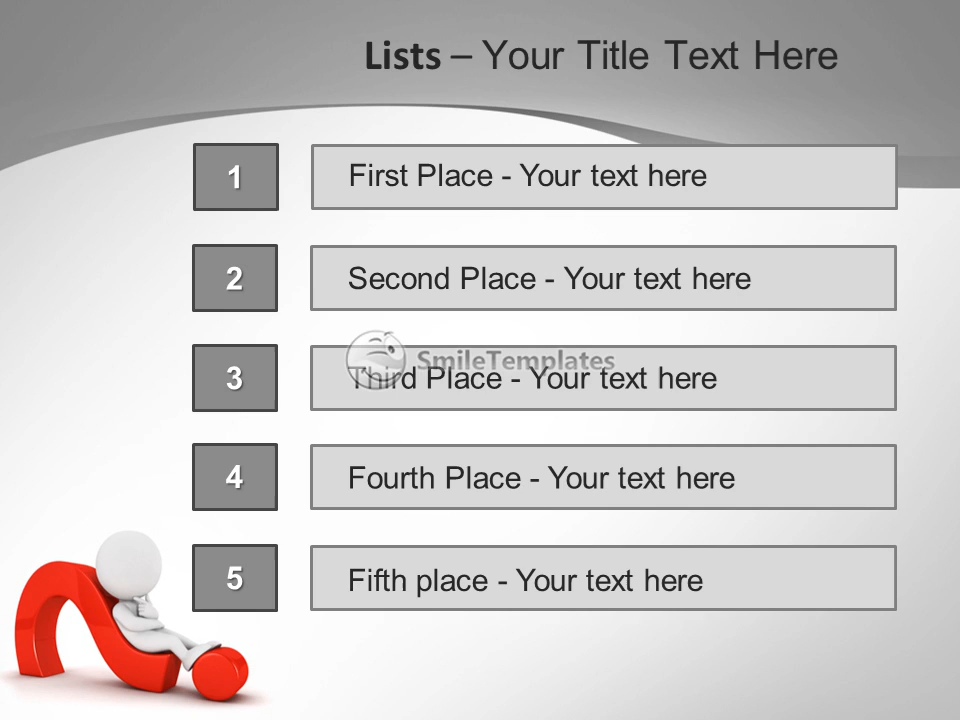 Lists – Your Title Text Here
1
First Place - Your text here
2
Second Place - Your text here
SmileTemplates
3
Third Place - Your text here
4
Fourth Place - Your text here
5
Fifth place - Your text here